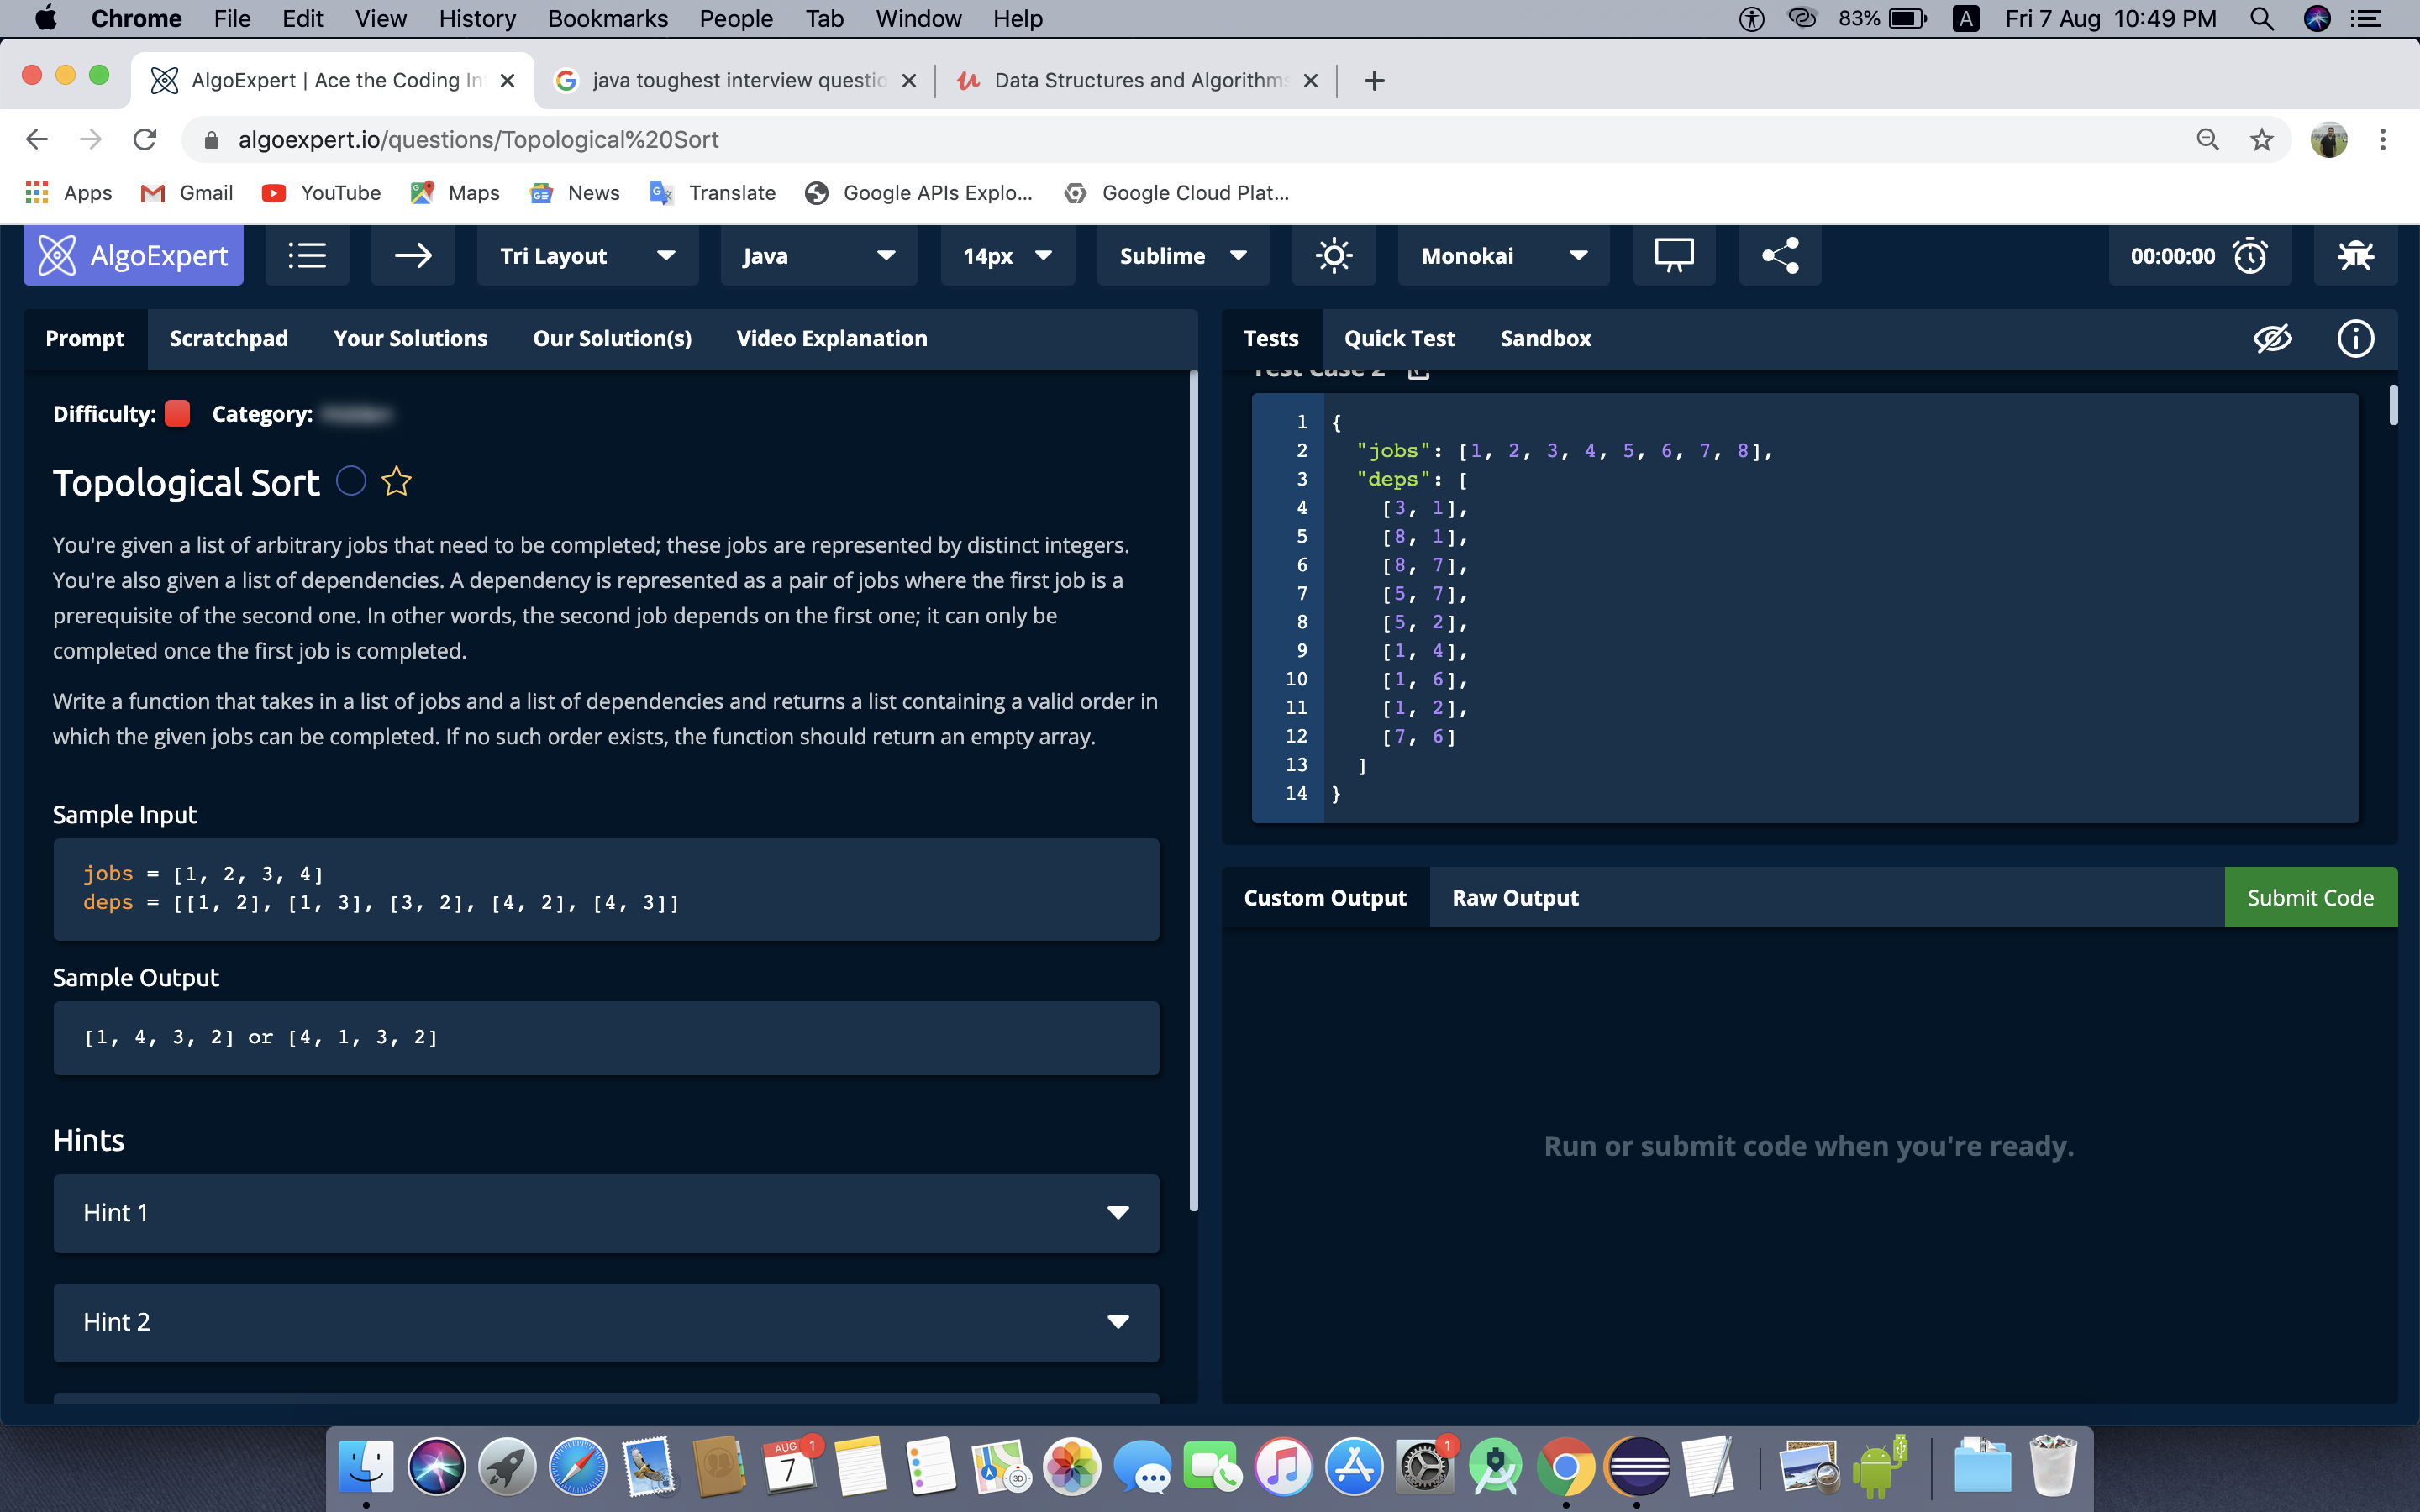 Chrome File Edit View History Bookmarks People Tab Window Help 83% A Fri 7 Aug 10:49 PM
AlgoExpert | Ace the Coding In java toughest interview questio Data Structures and Algorithms
algoexpert.io/questions/Topological%20Sort
Apps Gmail YouTube Maps News Translate Google APIs Explo... Google Cloud Plat...
AlgoExpert Tri Layout Java 14px Sublime Monokai 00:00:00
Prompt Scratchpad Your Solutions Our Solution(s) Video Explanation
Difficulty: Category:
Topological Sort
You're given a list of arbitrary jobs that need to be completed; these jobs are represented by distinct integers.
You're also given a list of dependencies. A dependency is represented as a pair of jobs where the first job is a
prerequisite of the second one. In other words, the second job depends on the first one; it can only be
completed once the first job is completed.
Write a function that takes in a list of jobs and a list of dependencies and returns a list containing a valid order in
which the given jobs can be completed. If no such order exists, the function should return an empty array.
Sample Input
jobs = [1, 2, 3, 4]
deps = [[1, 2], [1, 3], [3, 2], [4, 2], [4, 3]]
Sample Output
[1, 4, 3, 2] or [4, 1, 3, 2]
Hints
Hint 1
Hint 2
Tests Quick Test Sandbox
Test Case 2
1 {
2 "jobs": [1, 2, 3, 4, 5, 6, 7, 8],
3 "deps": [
4 [3, 1],
5 [8, 1],
6 [8, 7],
7 [5, 7],
8 [5, 2],
9 [1, 4],
10 [1, 6],
11 [1, 2],
12 [7, 6]
13 ]
14 }
Custom Output Raw Output Submit Code
Run or submit code when you're ready.
AUG 1
7
3D
1